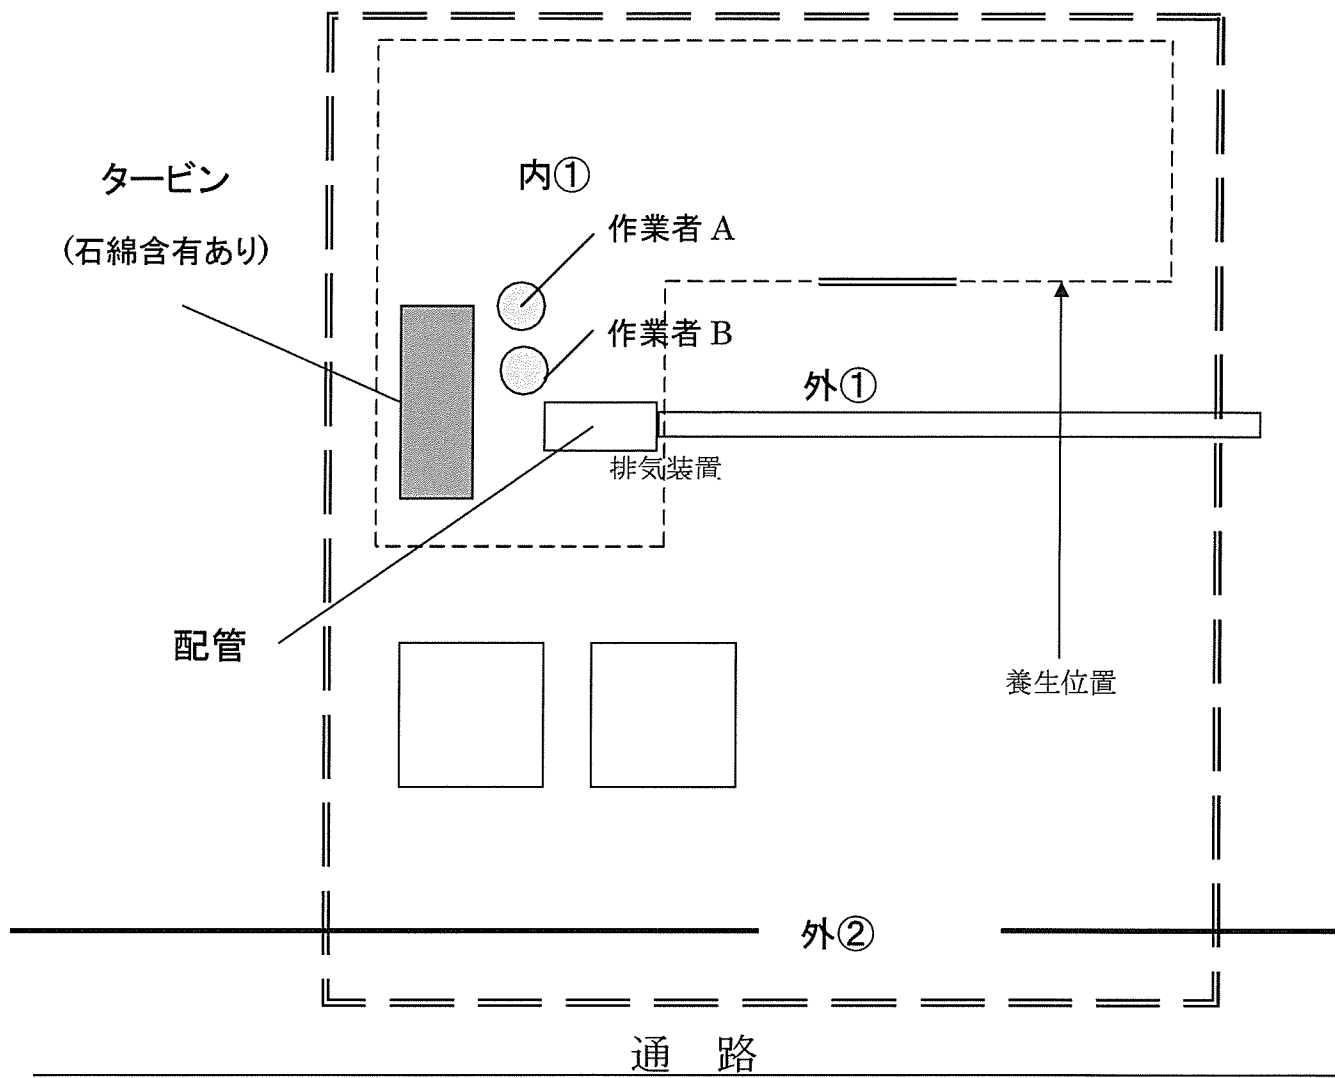 タービン
(石綿含有あり)
内①
作業者 A
作業者 B
外①
排気装置
配管
養生位置
外②
通 路